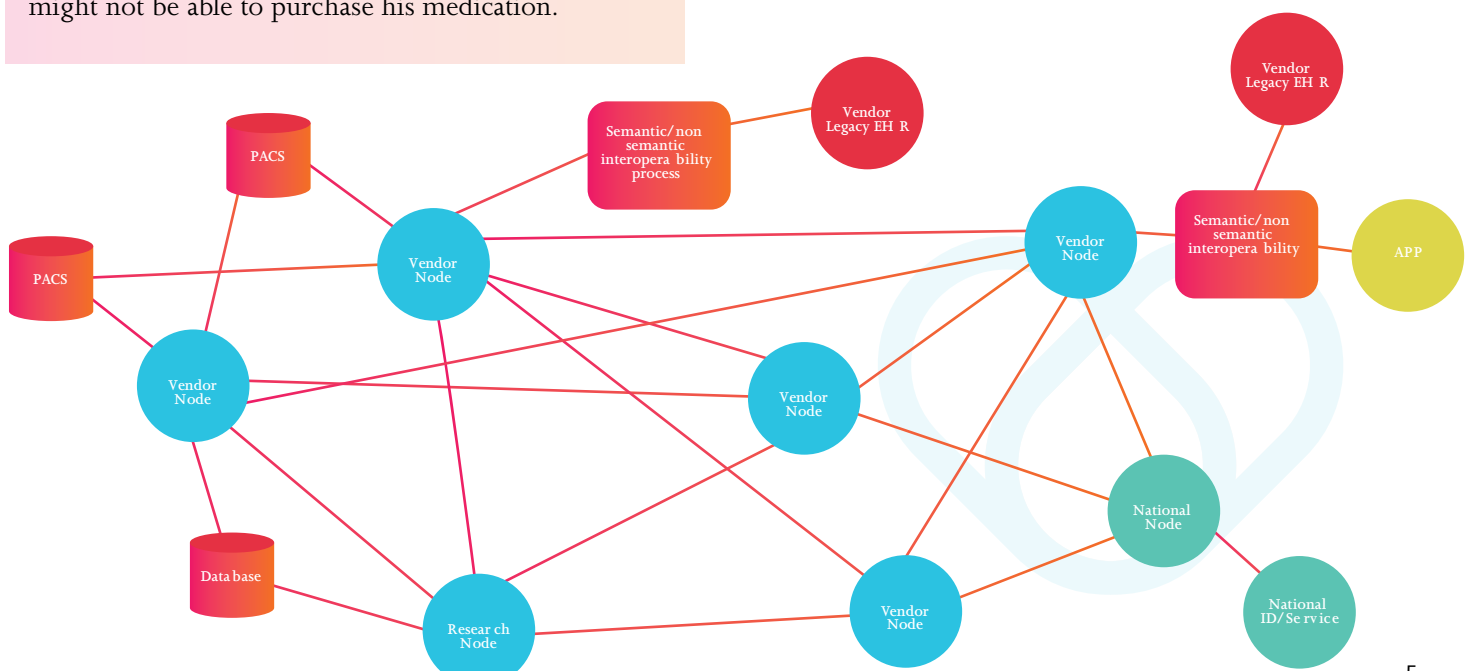 might not be able to purchase his medication.
Vendor
Legacy EH R
Vendor
Legacy EH R
PACS
Semantic/non
semantic
interopera bility
process
Semantic/non
semantic
interopera bility
APP
Vendor
Node
Vendor
Node
PACS
Vendor
Node
Vendor
Node
National
Node
Data base
Resear ch
Node
Vendor
Node
National
ID/Se rvice
5